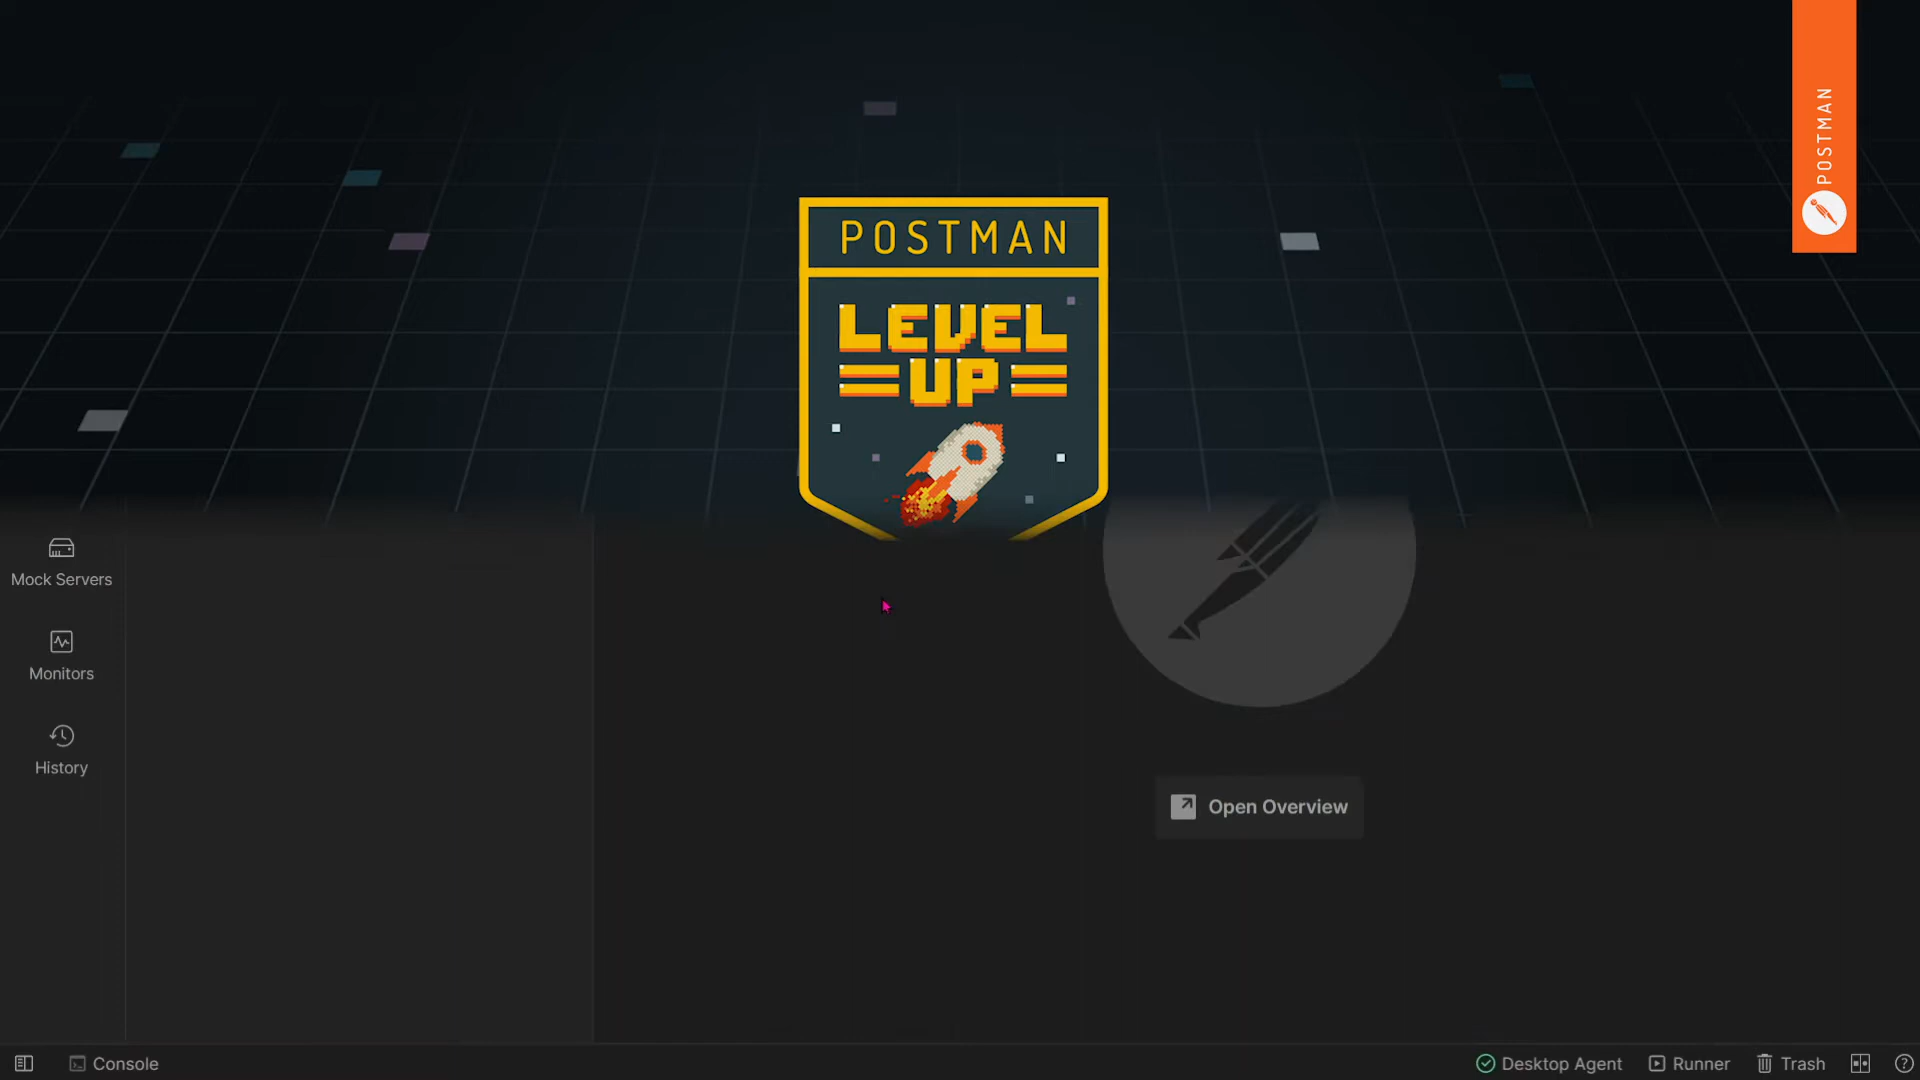 POSTMAN
POSTMAN
LEVEL
UP
Mock Servers
Monitors
History
Open Overview
Console
Desktop Agent
Runner
Trash